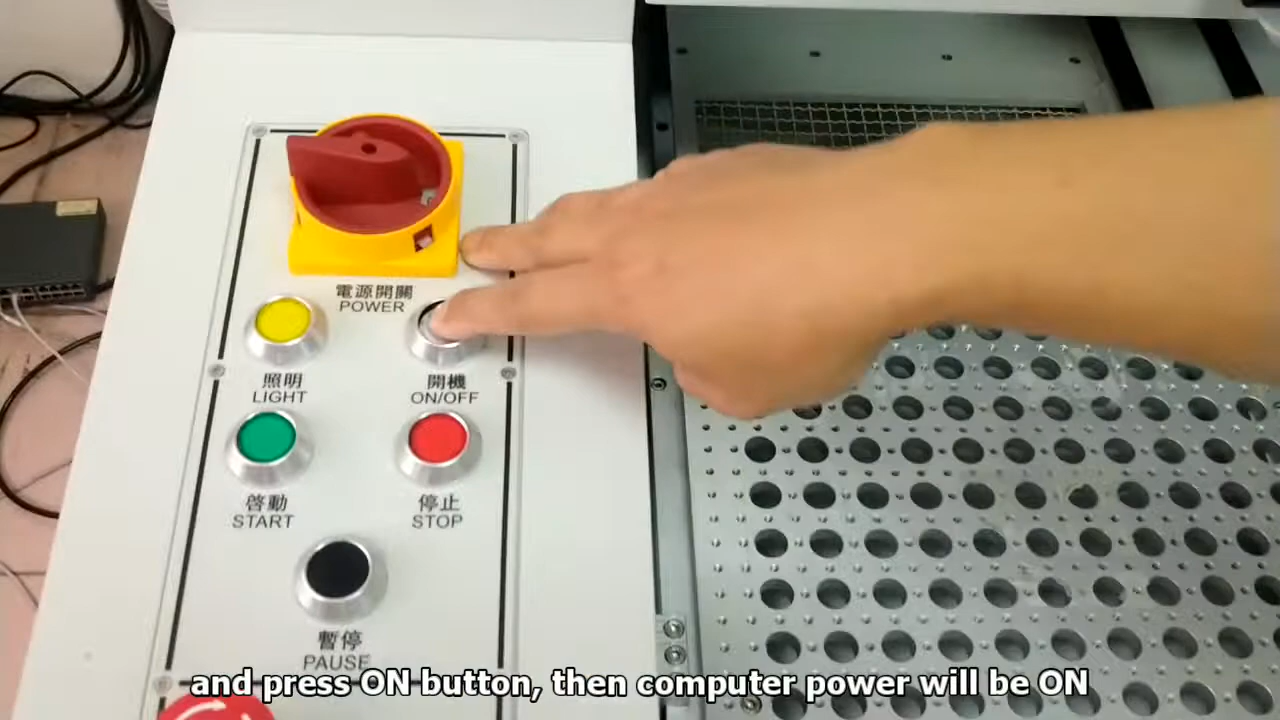 電源開關
POWER
照明
LIGHT
開機
ON/OFF
啓動
START
停止
STOP
暫停
PAUSE
and press ON button, then computer power will be ON